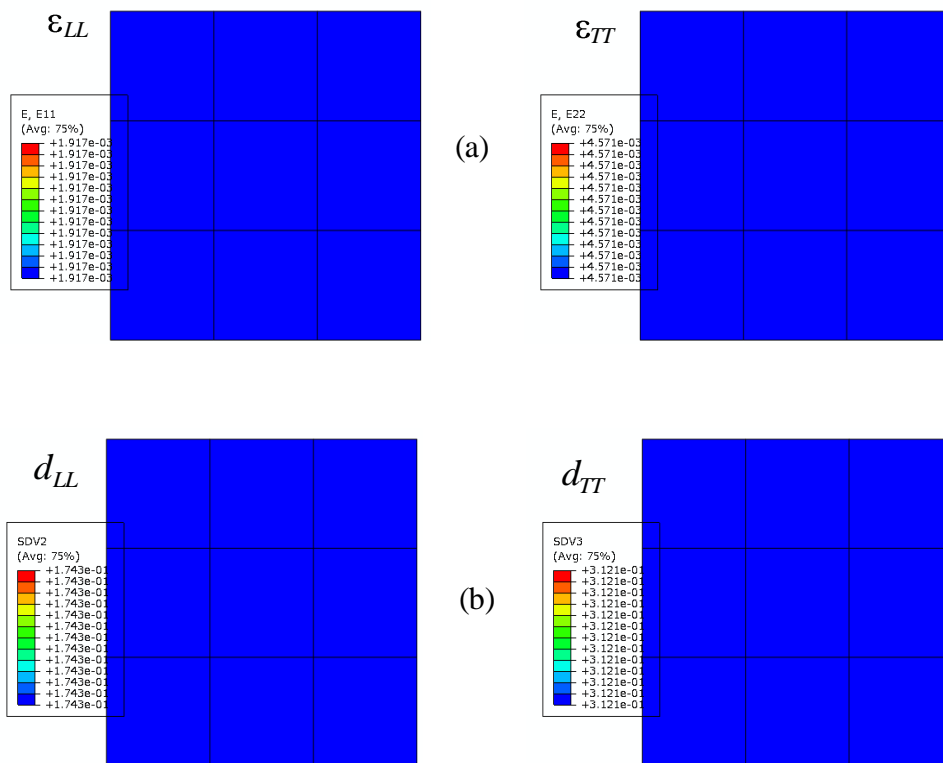 ε_LL
E, E11
(Avg: 75%)
+1.917e-03
+1.917e-03
+1.917e-03
+1.917e-03
+1.917e-03
+1.917e-03
+1.917e-03
+1.917e-03
+1.917e-03
+1.917e-03
+1.917e-03
+1.917e-03
+1.917e-03
(a)
ε_TT
E, E22
(Avg: 75%)
+4.571e-03
+4.571e-03
+4.571e-03
+4.571e-03
+4.571e-03
+4.571e-03
+4.571e-03
+4.571e-03
+4.571e-03
+4.571e-03
+4.571e-03
+4.571e-03
+4.571e-03
d_LL
SDV2
(Avg: 75%)
+1.743e-01
+1.743e-01
+1.743e-01
+1.743e-01
+1.743e-01
+1.743e-01
+1.743e-01
+1.743e-01
+1.743e-01
+1.743e-01
+1.743e-01
+1.743e-01
+1.743e-01
(b)
d_TT
SDV3
(Avg: 75%)
+3.121e-01
+3.121e-01
+3.121e-01
+3.121e-01
+3.121e-01
+3.121e-01
+3.121e-01
+3.121e-01
+3.121e-01
+3.121e-01
+3.121e-01
+3.121e-01
+3.121e-01